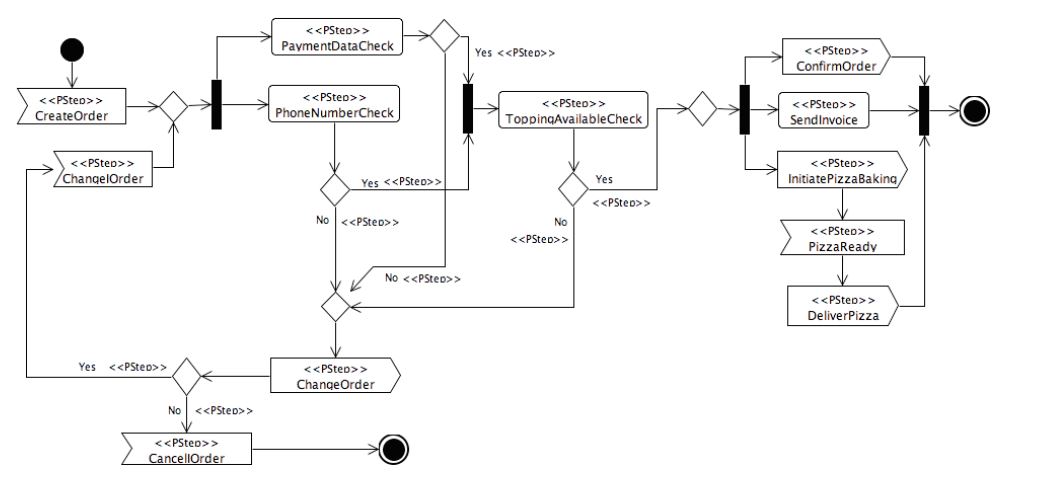 <<PStep>>
PaymentDataCheck
Yes <<PStep>>
<<PStep>>
ConfirmOrder
<<PStep>>
CreateOrder
<<PStep>>
PhoneNumberCheck
<<PStep>>
ToppingAvailableCheck
<<PStep>>
SendInvoice
<<PStep>>
ChangeIOrder
<<PStep>>
InitiatePizzaBaking
Yes <<PStep>>
Yes
<<PStep>>
No <<PStep>>
No
<<PStep>>
<<PStep>>
PizzaReady
No <<PStep>>
<<PStep>>
DeliverPizza
Yes <<PStep>>
<<PStep>>
ChangeOrder
No <<PStep>>
<<PStep>>
CancelIOrder